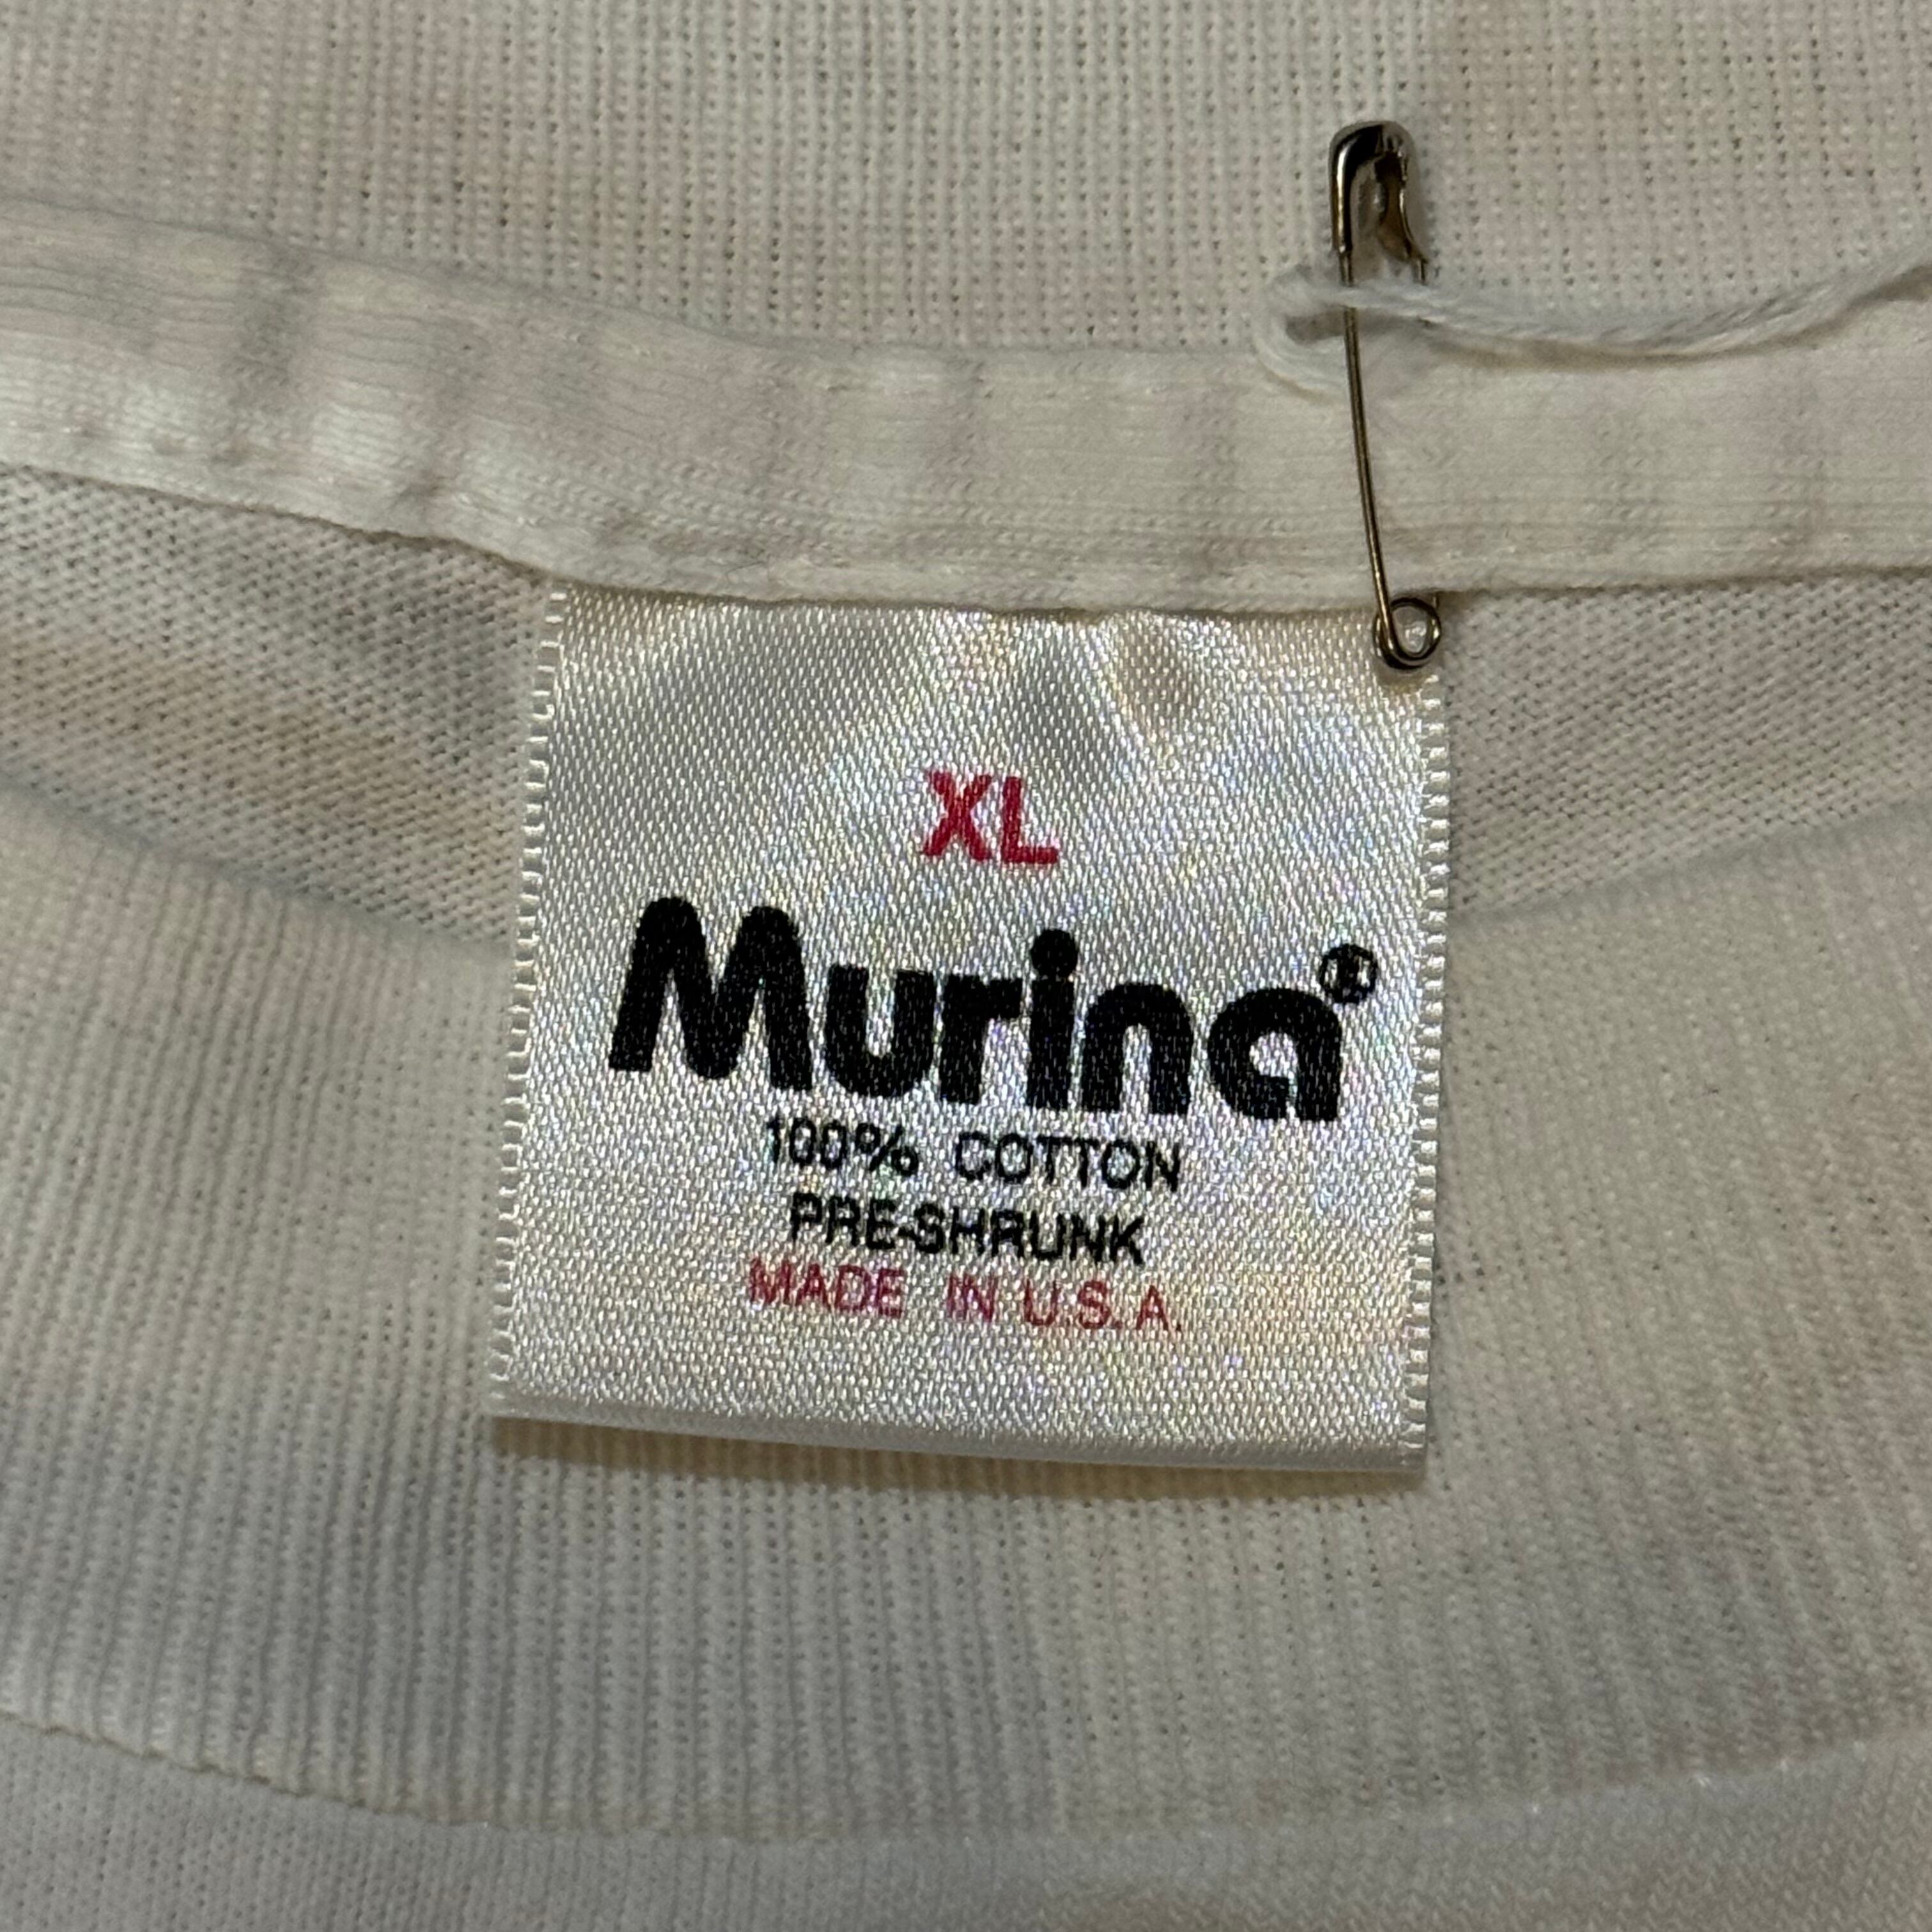 XL
Murina®
100% COTTON
PRE-SHRUNK
MADE IN U.S.A.